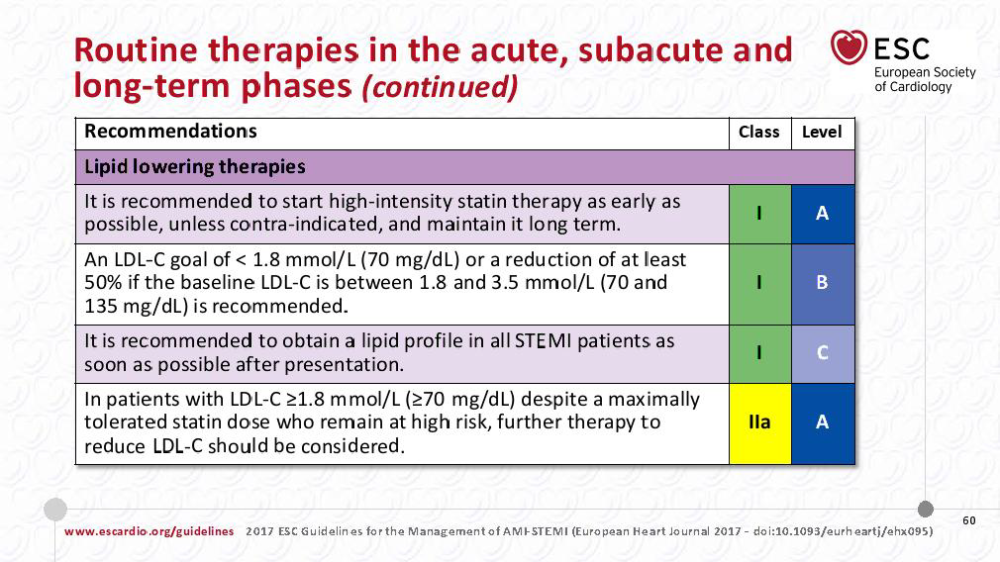 Routine therapies in the acute, subacute and
long-term phases (continued)
ESC
European Society
of Cardiology
Recommendations Class Level
Lipid lowering therapies
It is recommended to start high-intensity statin therapy as early as
possible, unless contra-indicated, and maintain it long term.
I A
An LDL-C goal of < 1.8 mmol/L (70 mg/dL) or a reduction of at least
50% if the baseline LDL-C is between 1.8 and 3.5 mmol/L (70 and
135 mg/dL) is recommended.
I B
It is recommended to obtain a lipid profile in all STEMI patients as
soon as possible after presentation.
I C
In patients with LDL-C ≥1.8 mmol/L (≥70 mg/dL) despite a maximally
tolerated statin dose who remain at high risk, further therapy to
reduce LDL-C should be considered.
IIa A
60
www.escardio.org/guidelines 2017 ESC Guidelines for the Management of AMI-STEMI (European Heart Journal 2017 - doi:10.1093/eurheartj/ehx095)